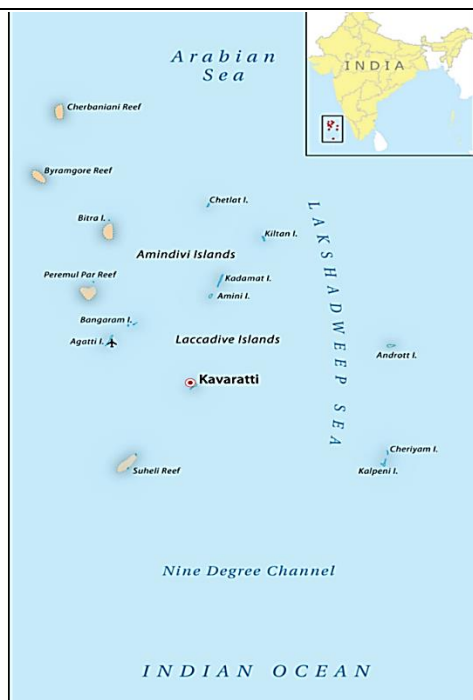 Arabian
Sea
INDIA
Cherbaniani Reef
Byramgore Reef
Chetlat I.
Bitra I.
Kiltan I.
Amindivi Islands
Peremul Par Reef
Kadamat I.
Amini I.
Bangaram I.
Agatti I.
Laccadive Islands
Andrott I.
Kavaratti
LAKSHADWEEP SEA
Cheriyam I.
Suheli Reef
Kalpeni I.
Nine Degree Channel
INDIAN OCEAN